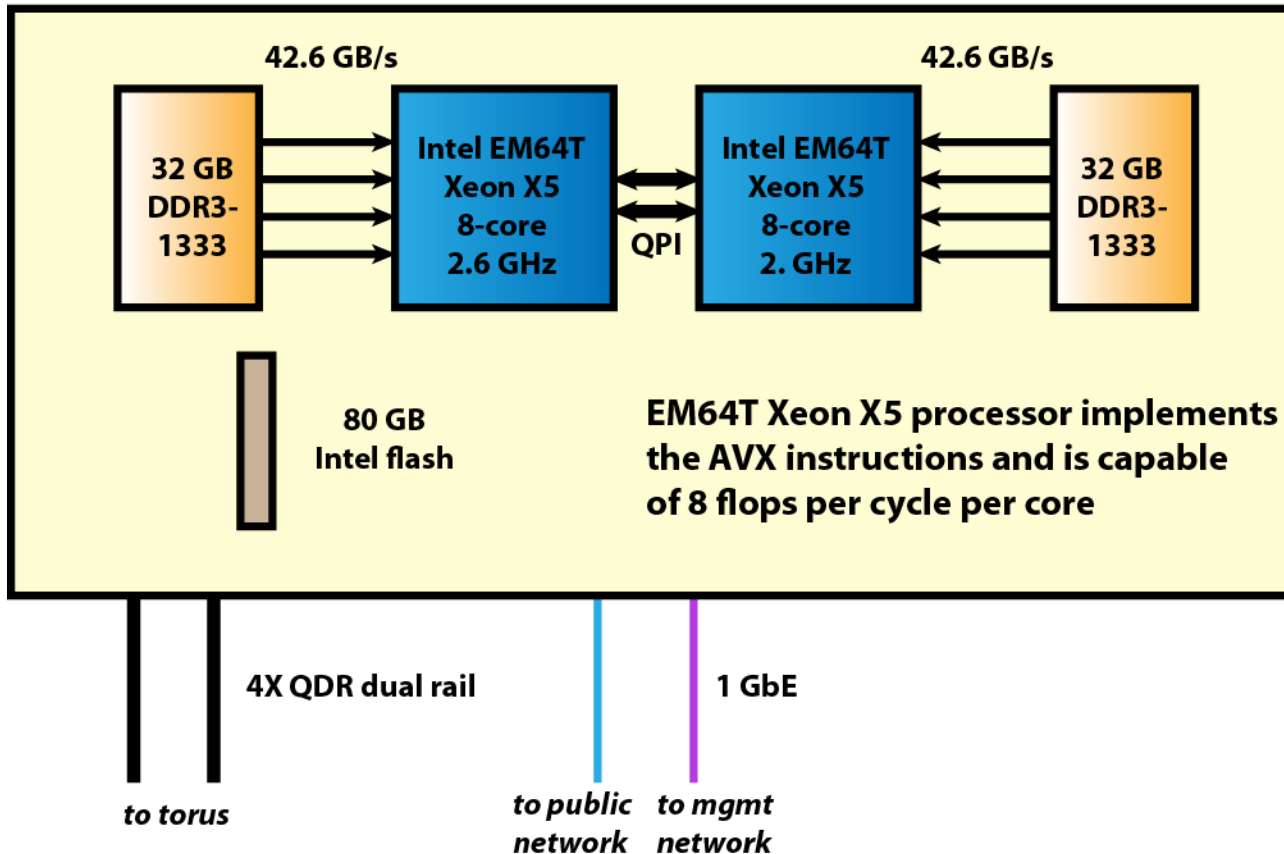 42.6 GB/s
42.6 GB/s
32 GB
DDR3-
1333
Intel EM64T
Xeon X5
8-core
2.6 GHz
QPI
Intel EM64T
Xeon X5
8-core
2. GHz
32 GB
DDR3-
1333
80 GB
Intel flash
EM64T Xeon X5 processor implements
the AVX instructions and is capable
of 8 flops per cycle per core
4X QDR dual rail
1 GbE
to torus
to public
network
to mgmt
network